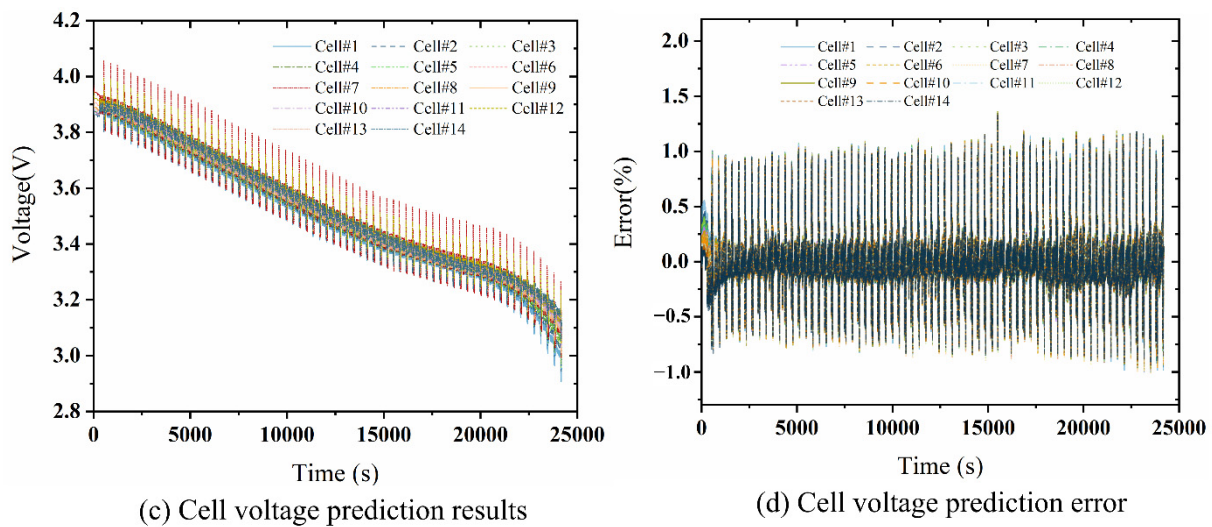 4.2
4.0
3.8
3.6
3.4
3.2
3.0
2.8
Voltage(V)
Cell#1 Cell#2 Cell#3
Cell#4 Cell#5 Cell#6
Cell#7 Cell#8 Cell#9
Cell#10 Cell#11 Cell#12
Cell#13 Cell#14
0 5000 10000 15000 20000 25000
Time (s)
(c) Cell voltage prediction results
2.0
1.5
1.0
0.5
0.0
−0.5
−1.0
Error(%)
Cell#1 Cell#2 Cell#3 Cell#4
Cell#5 Cell#6 Cell#7 Cell#8
Cell#9 Cell#10 Cell#11 Cell#12
Cell#13 Cell#14
0 5000 10000 15000 20000 25000
Time (s)
(d) Cell voltage prediction error